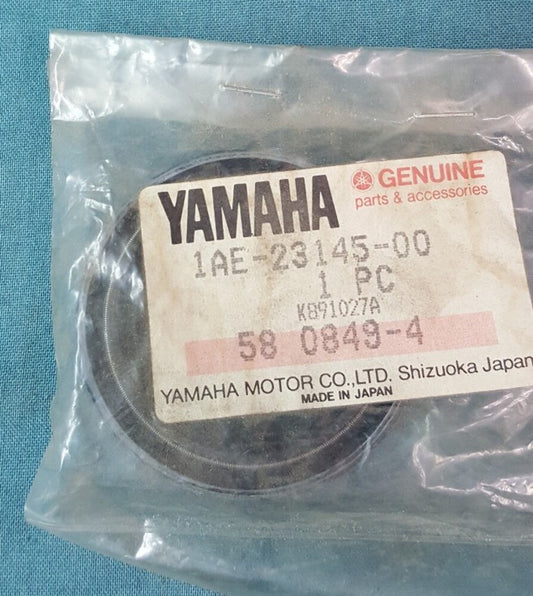 YAMAHA
GENUINE
parts & accessories
1AE-23145-00
1 PC
K891027A
58 0849-4
YAMAHA MOTOR CO.,LTD. Shizuoka Japan
MADE IN JAPAN